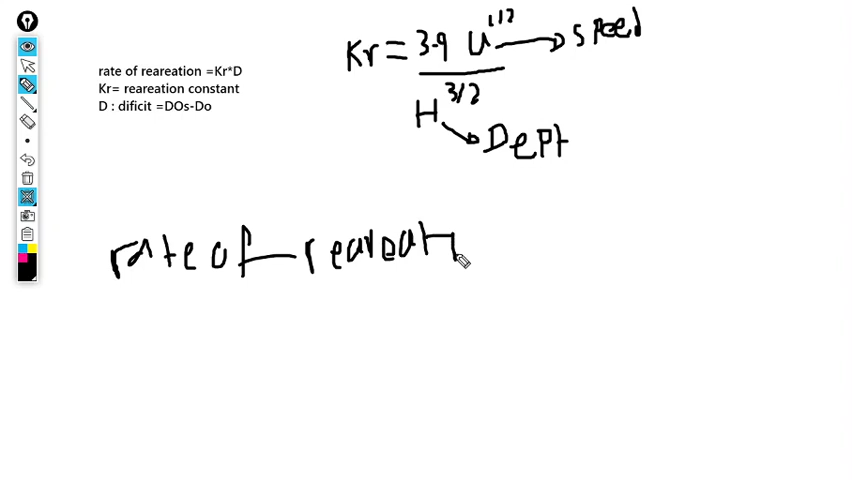 rate of reareation =Kr*D
Kr= reareation constant
D : dificit =DOs-Do
Kr = 3.9 U^1/2 → speed
H^3/2
→ Dept
rate of reareat